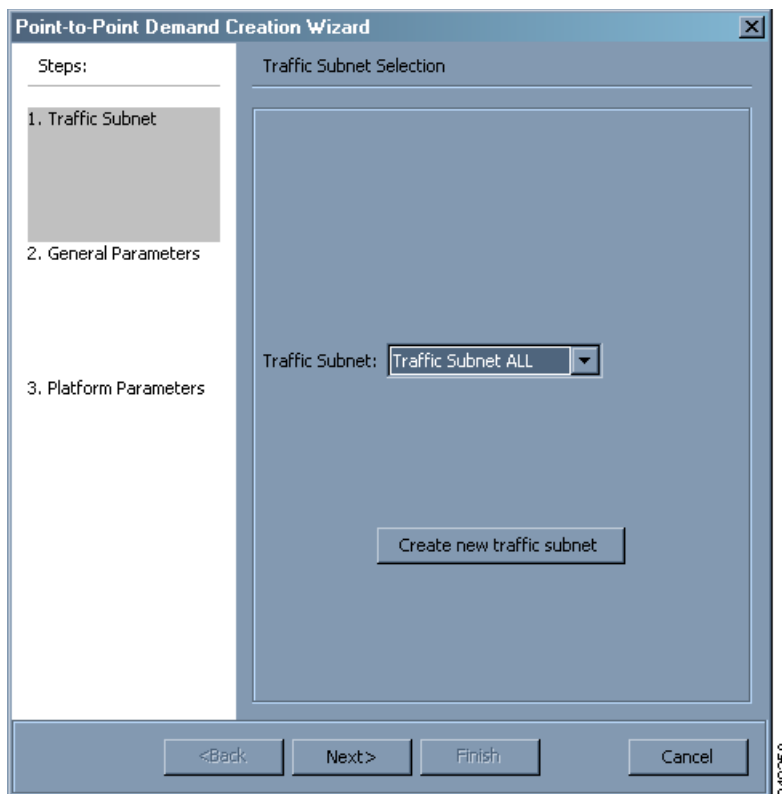 Point-to-Point Demand Creation Wizard
Steps:
Traffic Subnet Selection
1. Traffic Subnet
2. General Parameters
3. Platform Parameters
Traffic Subnet: Traffic Subnet ALL
Create new traffic subnet
<Back Next> Finish Cancel